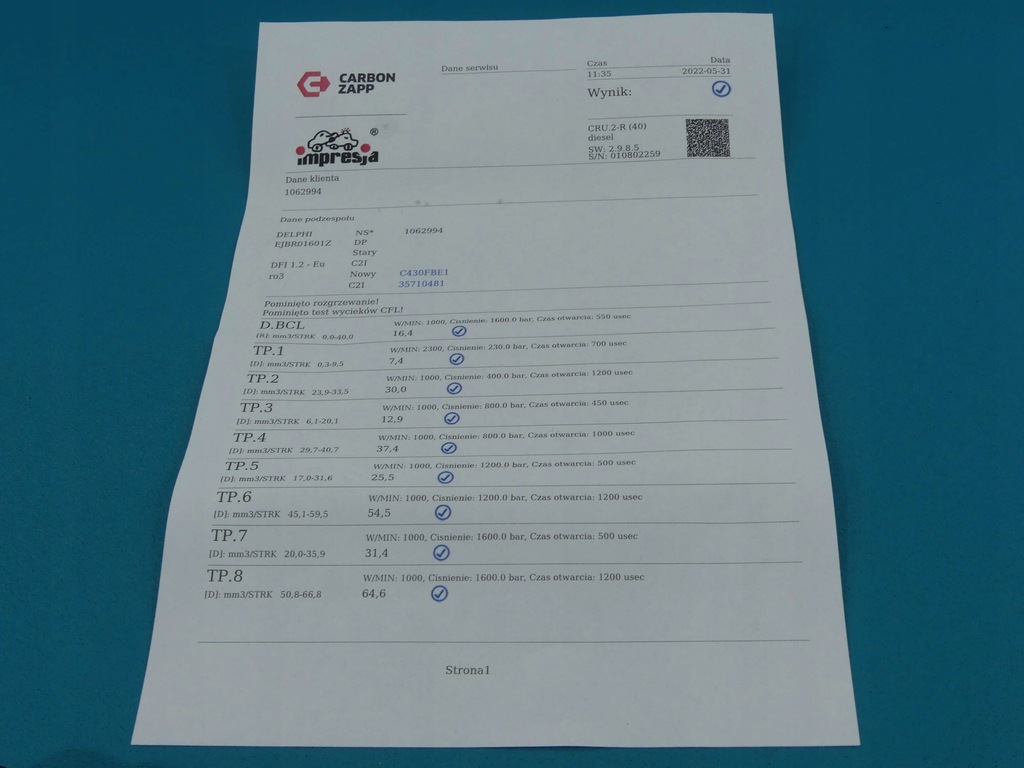 CARBON
ZAPP
Dane serwisu
Czas
11:35
Data
2022-05-31
Wynik:
impresja ®
CRU.2-R (40)
diesel
SW: 2.9.8.5
S/N: 010802259
Dane klienta
1062994
Dane podzespołu
DELPHI NS* 1062994
EJBR01601Z DP
Stary
DFI 1.2 - Eu C2I
ro3 Nowy C430FBE1
C2I 35710481
Pominięto rozgrzewanie!
Pominięto test wycieków CFL!
D.BCL W/MIN: 1000, Cisnienie: 1600.0 bar, Czas otwarcia: 550 usec
[R]: mm3/STRK 0,0-40,0 16,4
TP.1 W/MIN: 2300, Cisnienie: 230.0 bar, Czas otwarcia: 700 usec
[D]: mm3/STRK 0,3-9,5 7,4
TP.2 W/MIN: 1000, Cisnienie: 400.0 bar, Czas otwarcia: 1200 usec
[D]: mm3/STRK 23,9-33,5 30,0
TP.3 W/MIN: 1000, Cisnienie: 800.0 bar, Czas otwarcia: 450 usec
[D]: mm3/STRK 6,1-20,1 12,9
TP.4 W/MIN: 1000, Cisnienie: 800.0 bar, Czas otwarcia: 1000 usec
[D]: mm3/STRK 29,7-40,7 37,4
TP.5 W/MIN: 1000, Cisnienie: 1200.0 bar, Czas otwarcia: 500 usec
[D]: mm3/STRK 17,0-31,6 25,5
TP.6 W/MIN: 1000, Cisnienie: 1200.0 bar, Czas otwarcia: 1200 usec
[D]: mm3/STRK 45,1-59,5 54,5
TP.7 W/MIN: 1000, Cisnienie: 1600.0 bar, Czas otwarcia: 500 usec
[D]: mm3/STRK 20,0-35,9 31,4
TP.8 W/MIN: 1000, Cisnienie: 1600.0 bar, Czas otwarcia: 1200 usec
[D]: mm3/STRK 50,8-66,8 64,6
Strona1